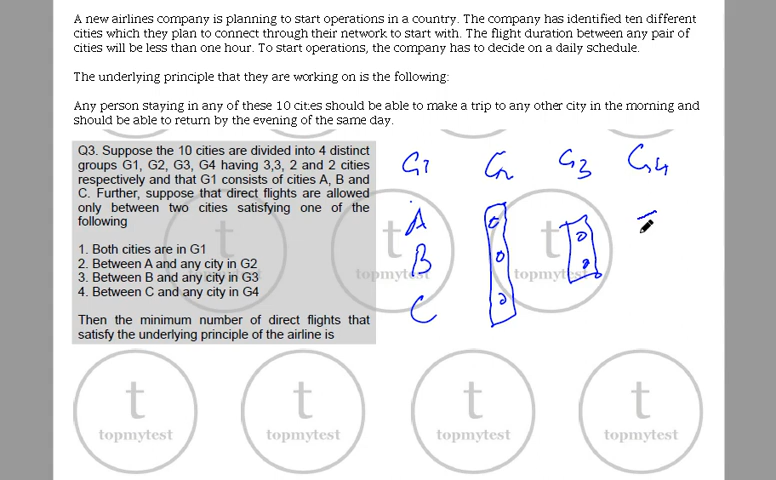 A new airlines company is planning to start operations in a country. The company has identified ten different
cities which they plan to connect through their network to start with. The flight duration between any pair of
cities will be less than one hour. To start operations, the company has to decide on a daily schedule.
The underlying principle that they are working on is the following:
Any person staying in any of these 10 cities should be able to make a trip to any other city in the morning and
should be able to return by the evening of the same day.
Q3. Suppose the 10 cities are divided into 4 distinct
groups G1, G2, G3, G4 having 3,3, 2 and 2 cities
respectively and that G1 consists of cities A, B and
C. Further, suppose that direct flights are allowed
only between two cities satisfying one of the
following
1. Both cities are in G1
2. Between A and any city in G2
3. Between B and any city in G3
4. Between C and any city in G4
Then the minimum number of direct flights that
satisfy the underlying principle of the airline is
G1 G2 G3 G4
A
B
C
t
t
t
topmytest
topmytest
t
t
t
t
topmytest
topmytest
topmytest
topmytest